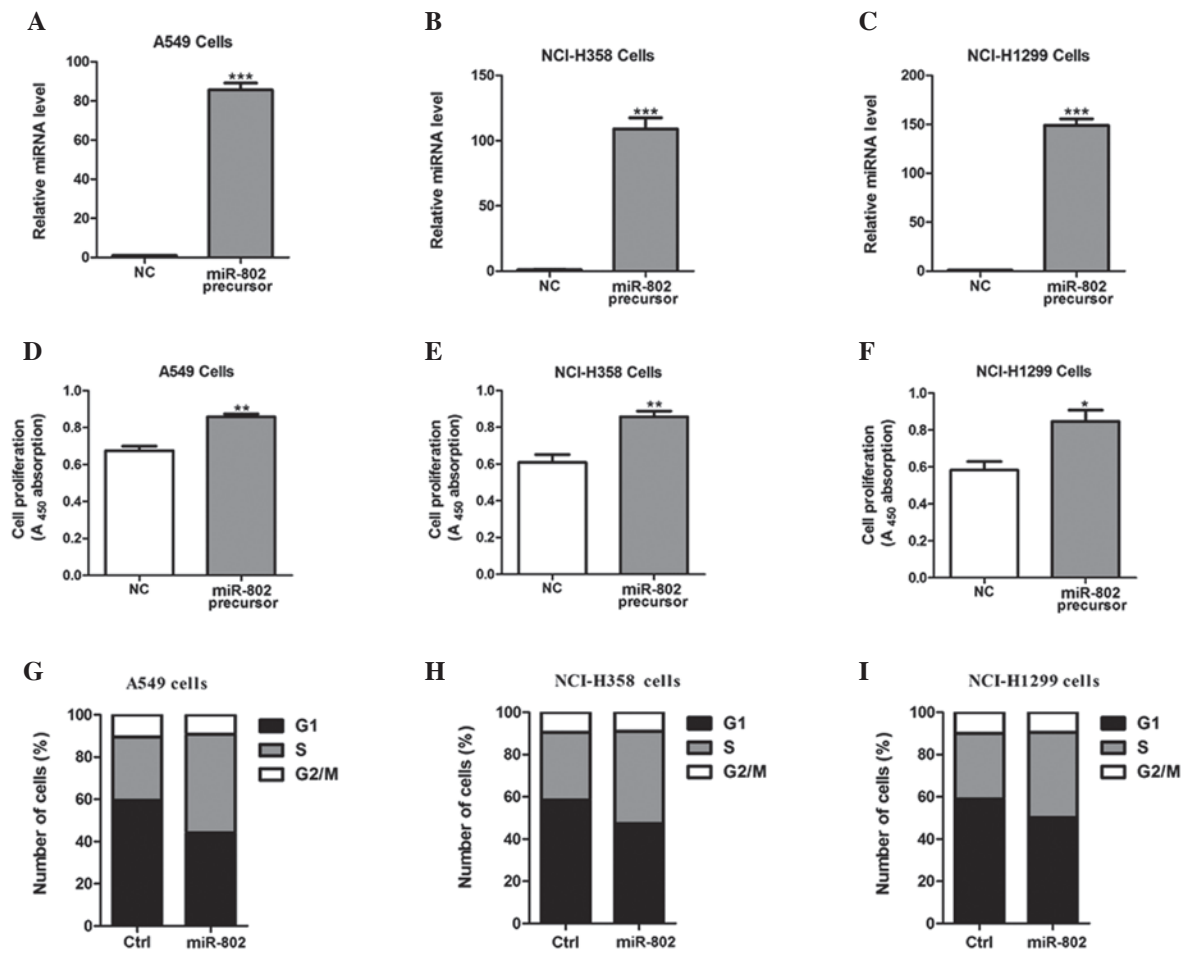 A
A549 Cells
Relative miRNA level
100
80
60
40
20
0
***
NC
miR-802
precursor
B
NCI-H358 Cells
Relative miRNA level
150
100
50
0
***
NC
miR-802
precursor
C
NCI-H1299 Cells
Relative miRNA level
200
150
100
50
0
***
NC
miR-802
precursor
D
A549 Cells
Cell proliferation
(A 450 absorption)
1.0
0.8
0.6
0.4
0.2
0.0
**
NC
miR-802
precursor
E
NCI-H358 Cells
Cell proliferation
(A 450 absorption)
1.0
0.8
0.6
0.4
0.2
0.0
**
NC
miR-802
precursor
F
NCI-H1299 Cells
Cell proliferation
(A 450 absorption)
1.0
0.8
0.6
0.4
0.2
0.0
*
NC
miR-802
precursor
G
A549 cells
Number of cells (%)
100
80
60
40
20
0
Ctrl
miR-802
G1
S
G2/M
H
NCI-H358 cells
Number of cells (%)
100
80
60
40
20
0
Ctrl
miR-802
G1
S
G2/M
I
NCI-H1299 cells
Number of cells (%)
100
80
60
40
20
0
Ctrl
miR-802
G1
S
G2/M